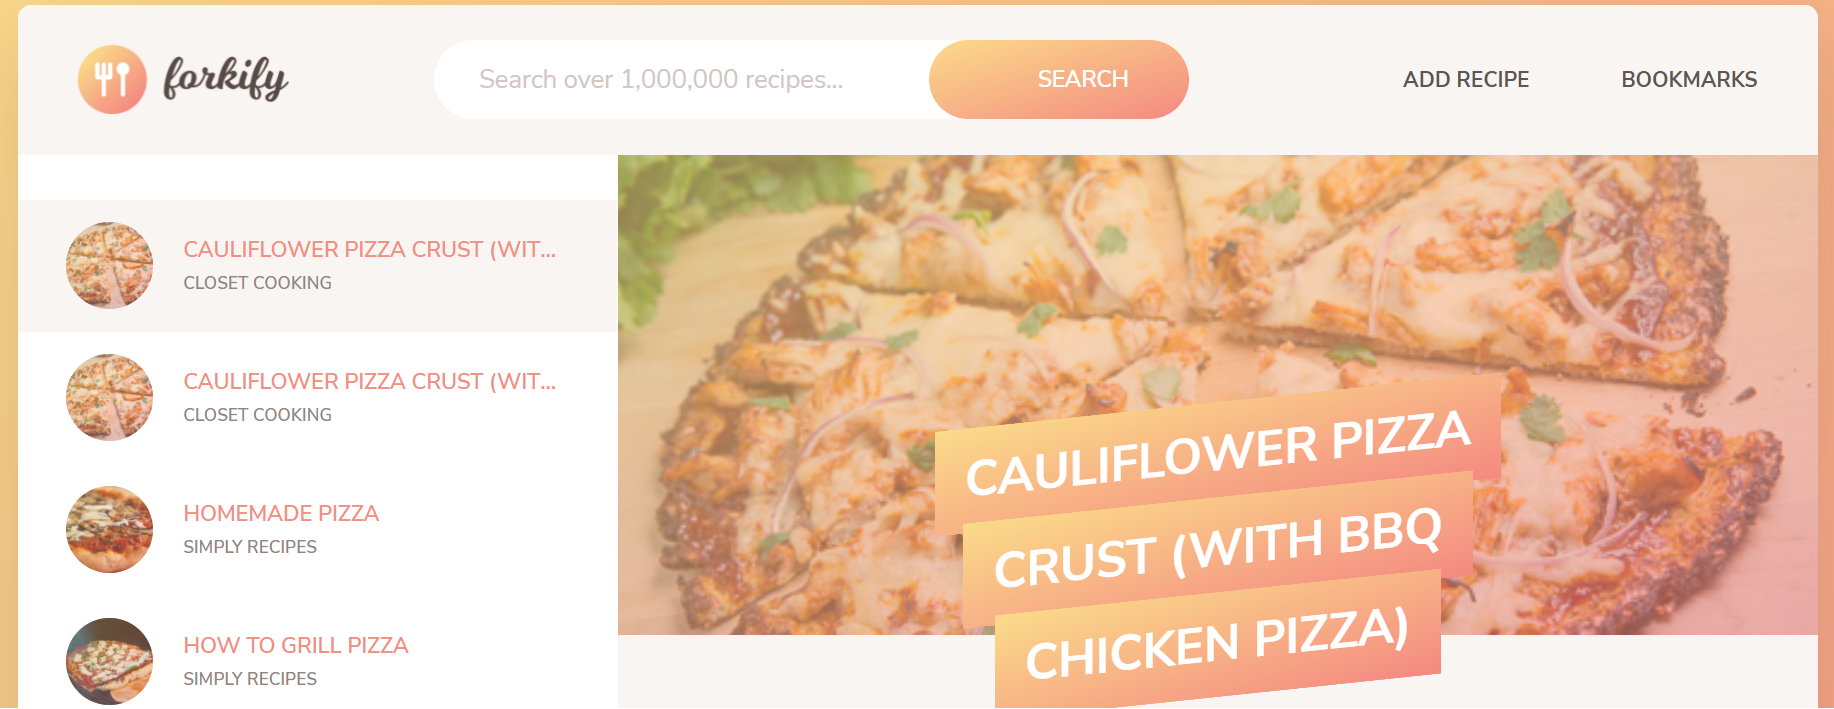 forkify
Search over 1,000,000 recipes...
SEARCH
ADD RECIPE
BOOKMARKS
CAULIFLOWER PIZZA CRUST (WIT...
CLOSET COOKING
CAULIFLOWER PIZZA CRUST (WIT...
CLOSET COOKING
HOMEMADE PIZZA
SIMPLY RECIPES
HOW TO GRILL PIZZA
SIMPLY RECIPES
CAULIFLOWER PIZZA
CRUST (WITH BBQ
CHICKEN PIZZA)